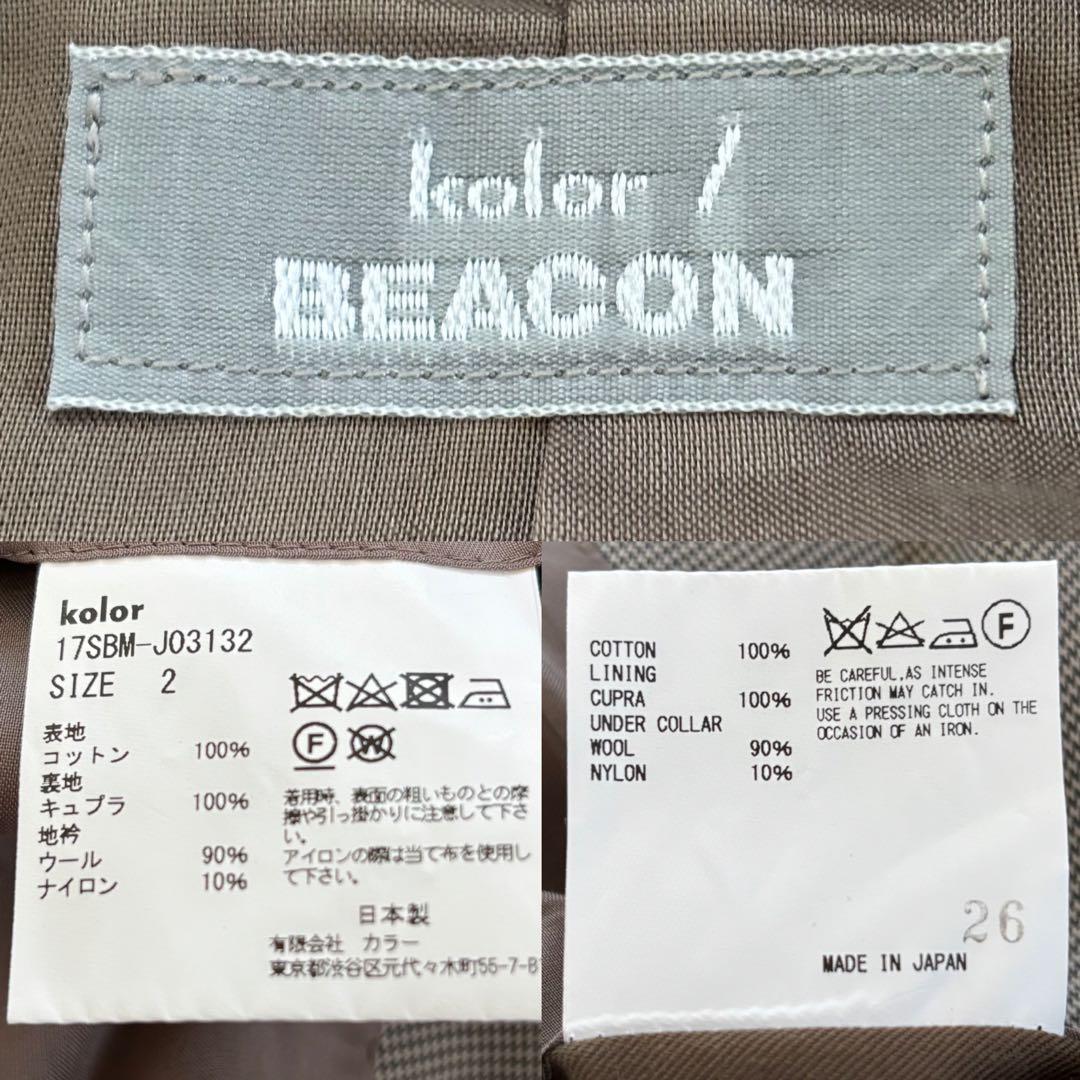 kolor /
BEACON
kolor
17SBM-J03132
SIZE 2
表地
コットン 100%
裏地
キュプラ 100%
地衿
ウール 90%
ナイロン 10%
F
W
着用時、表面の粗いものとの摩
擦や引っ掛かりに注意して下さ
い。
アイロンの際は当て布を使用し
て下さい。
日本製
有限会社 カラー
東京都渋谷区元代々木町55-7-B
COTTON 100%
LINING
CUPRA 100%
UNDER COLLAR
WOOL 90%
NYLON 10%
F
BE CAREFUL,AS INTENSE
FRICTION MAY CATCH IN.
USE A PRESSING CLOTH ON THE
OCCASION OF AN IRON.
26
MADE IN JAPAN